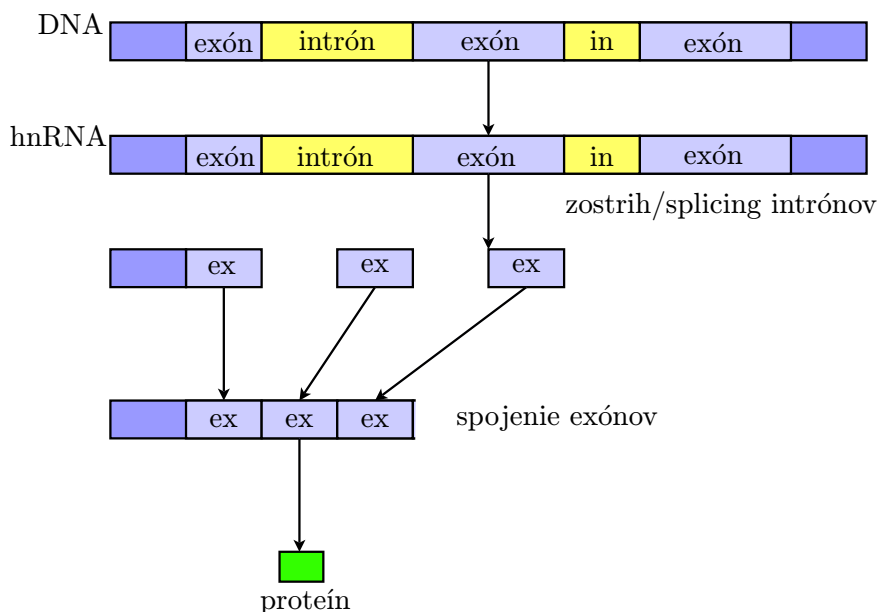 DNA
exón intrón exón in exón
hnRNA
exón intrón exón in exón
zostrih/splicing intrónov
ex ex ex
ex ex ex spojenie exónov
proteín